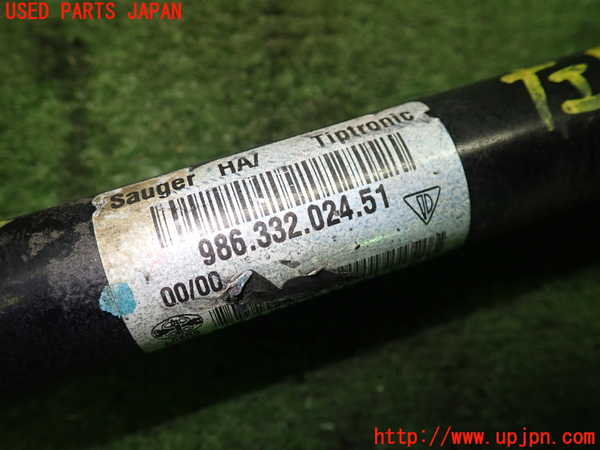 USED PARTS JAPAN
Sauger HA/ Tiptronic
986.332.024.51
00/00
http://www.upjpn.com/